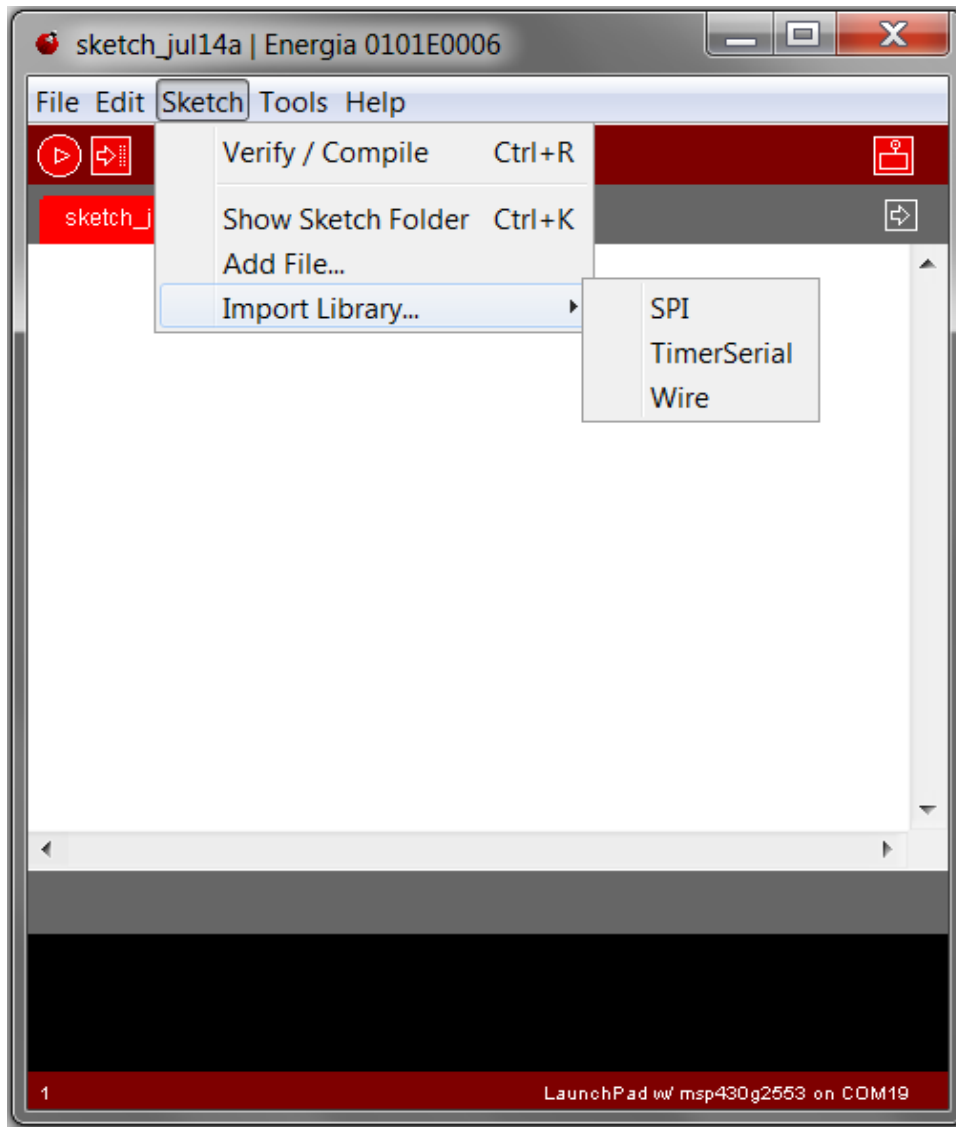 sketch_jul14a | Energia 0101E0006
File Edit Sketch Tools Help
Verify / Compile Ctrl+R
sketch_j
Show Sketch Folder Ctrl+K
Add File...
Import Library...
SPI
TimerSerial
Wire
1 LaunchPad w/ msp430g2553 on COM19